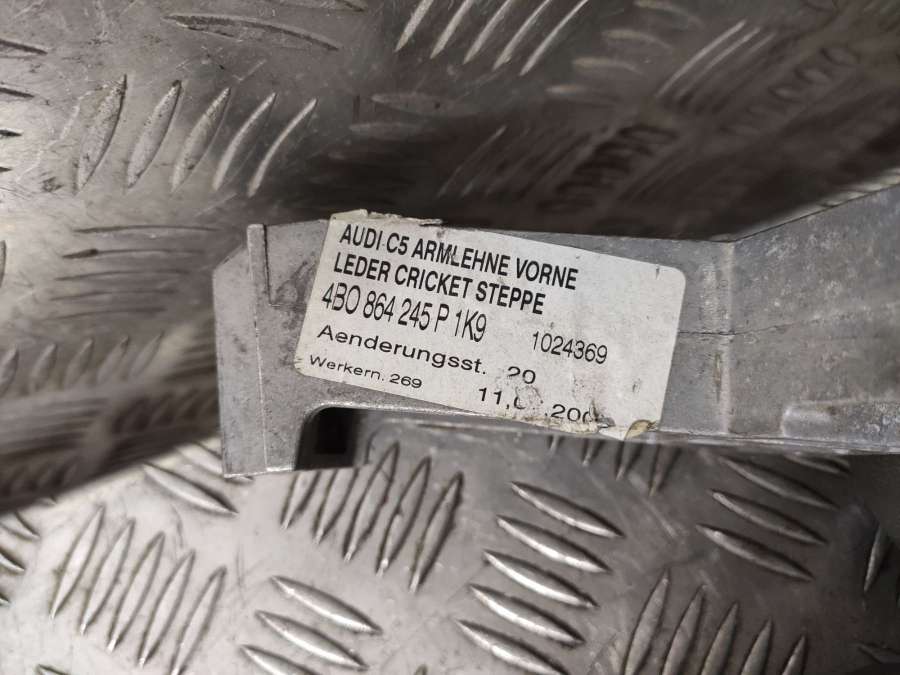 AUDI C5 ARMLEHNE VORNE
LEDER CRICKET STEPPE
4B0 864 245 P 1K9
1024369
Aenderungsst. 20
Werkern. 269